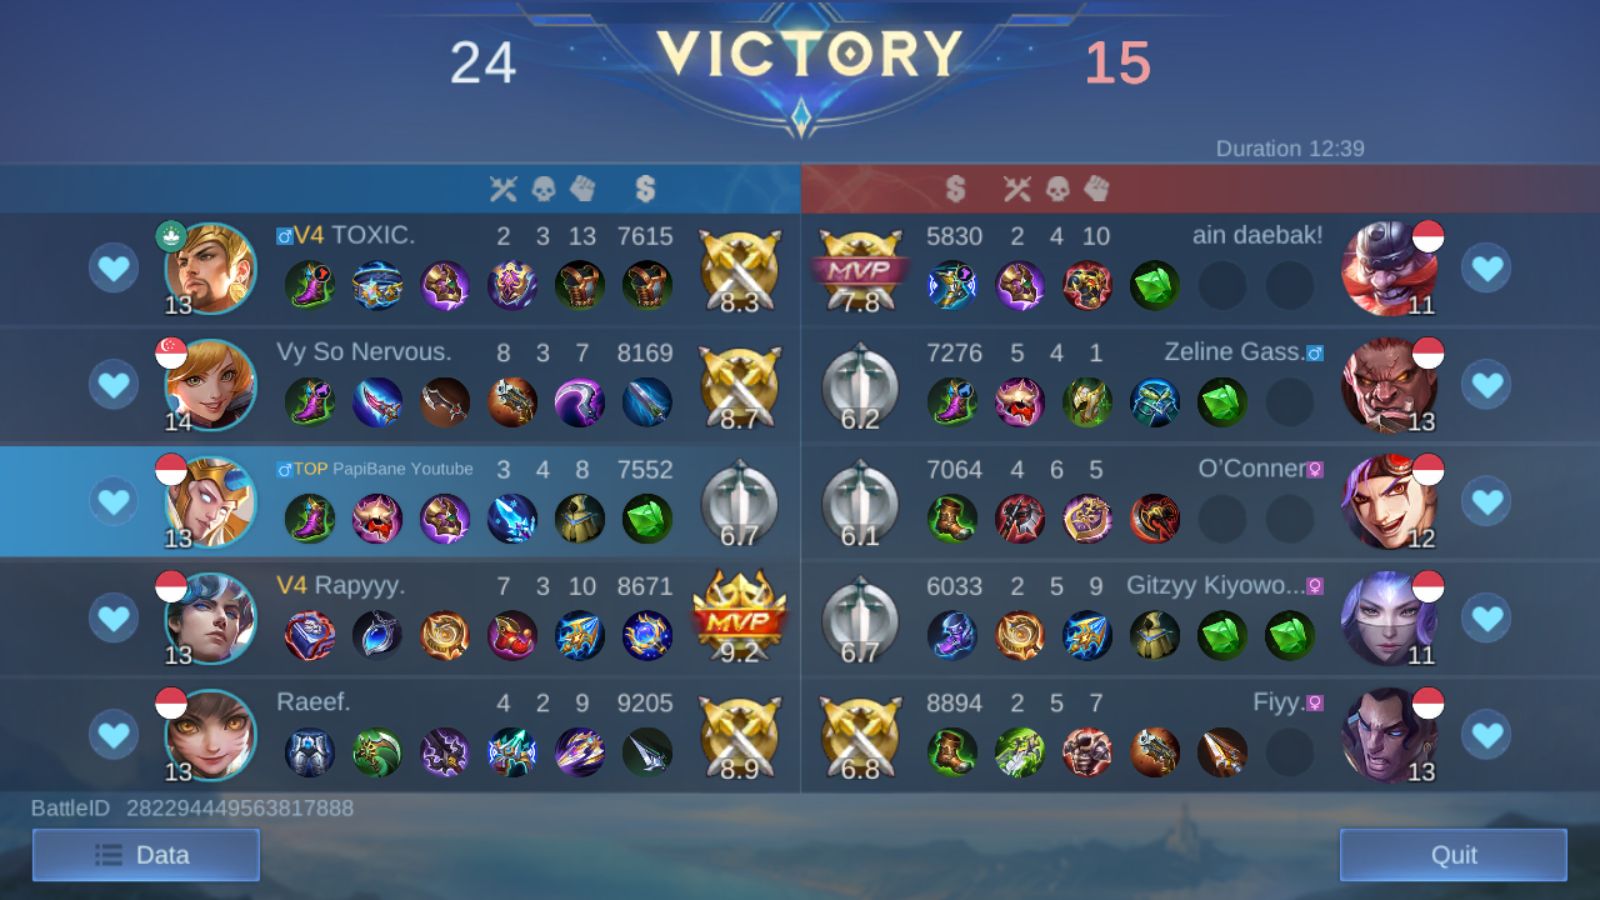 24 VICTORY 15
Duration 12:39
V4 TOXIC. 2 3 13 7615
13 8.3
5830 2 4 10 ain daebak!
MVP 7.8 11
Vy So Nervous. 8 3 7 8169
14 8.7
7276 5 4 1 Zeline Gass.
6.2 13
TOP PapiBane Youtube 3 4 8 7552
13 6.7
7064 4 6 5 O'Conner
6.1 12
V4 Rapyyy. 7 3 10 8671
13 MVP 9.2
6033 2 5 9 Gitzyy Kiyowo...
6.7 11
Raeef. 4 2 9 9205
13 8.9
8894 2 5 7 Fiyy.
6.8 13
BattleID 282294449563817888
Data
Quit